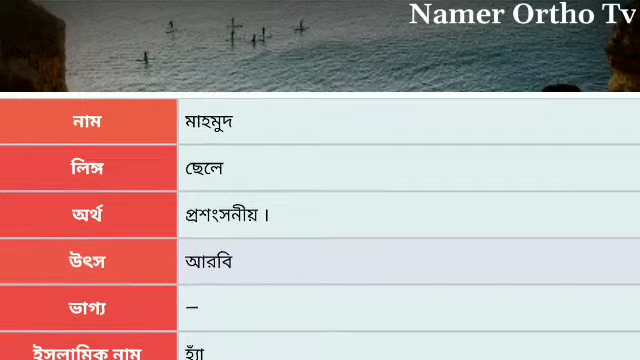 Namer Ortho Tv
নাম মাহমুদ
লিঙ্গ ছেলে
অর্থ প্রশংসনীয় ।
উৎস আরবি
ভাগ্য –
ইসলামিক নাম হ্যাঁ